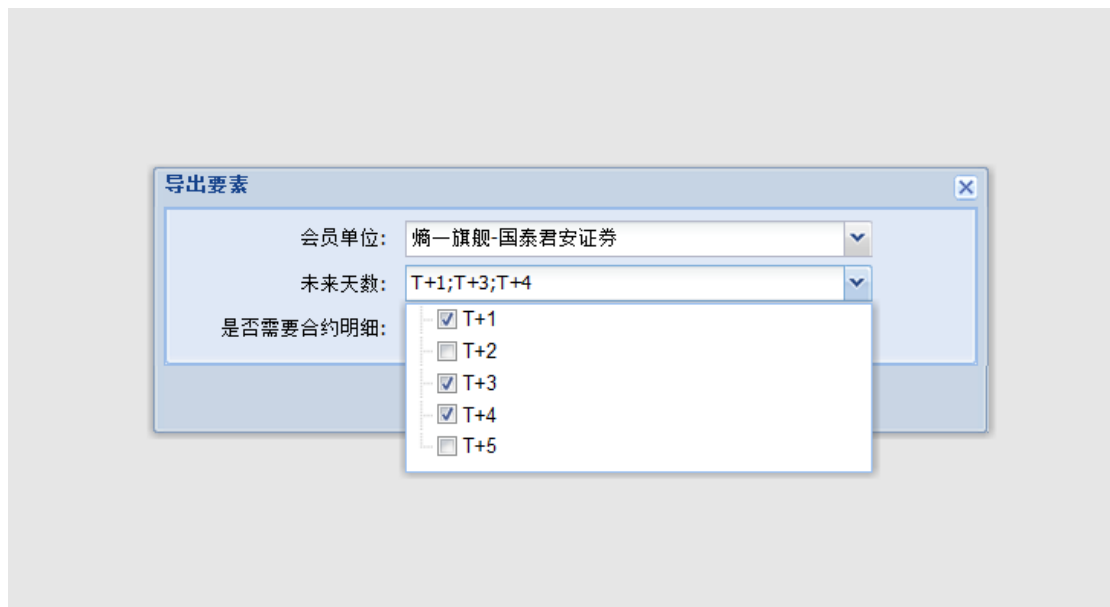 导出要素
会员单位: 熵一旗舰-国泰君安证券
未来天数: T+1;T+3;T+4
是否需要合约明细:
T+1
T+2
T+3
T+4
T+5